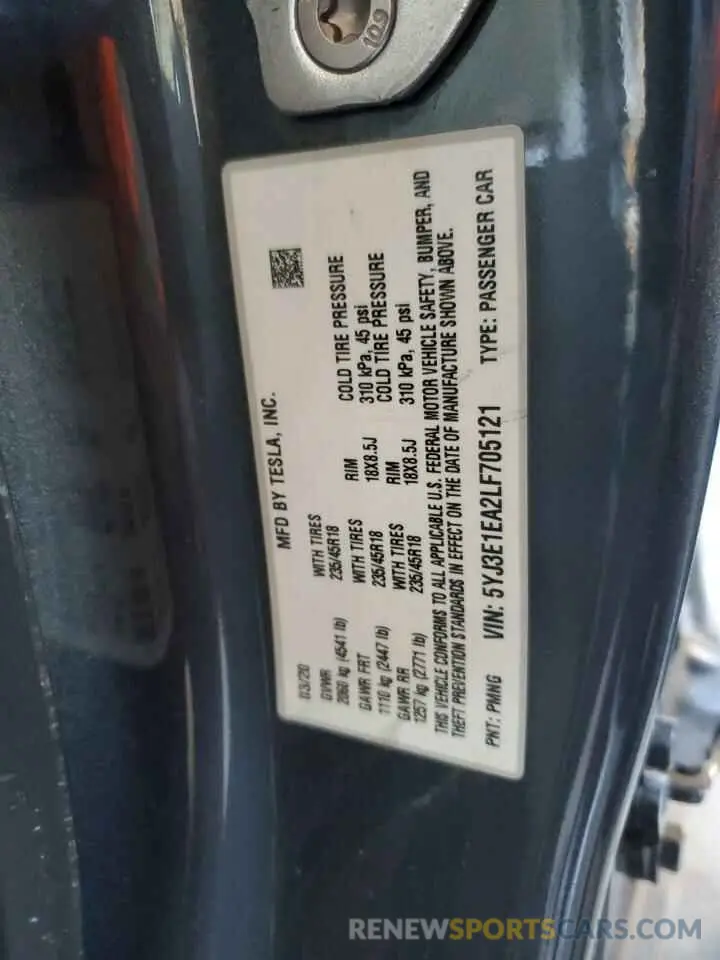 109
MFD BY TESLA, INC.
03/20
GVWR WITH TIRES RIM COLD TIRE PRESSURE
2060 kg (4541 lb) 235/45R18 18X8.5J 310 kPa, 45 psi
GAWR FRT WITH TIRES RIM COLD TIRE PRESSURE
1110 kg (2447 lb) 235/45R18 18X8.5J 310 kPa, 45 psi
GAWR RR WITH TIRES
1257 kg (2771 lb) 235/45R18
THIS VEHICLE CONFORMS TO ALL APPLICABLE U.S. FEDERAL MOTOR VEHICLE SAFETY, BUMPER, AND
THEFT PREVENTION STANDARDS IN EFFECT ON THE DATE OF MANUFACTURE SHOWN ABOVE.
PNT: PMNG VIN: 5YJ3E1EA2LF705121 TYPE: PASSENGER CAR
RENEWSPORTSCARS.COM